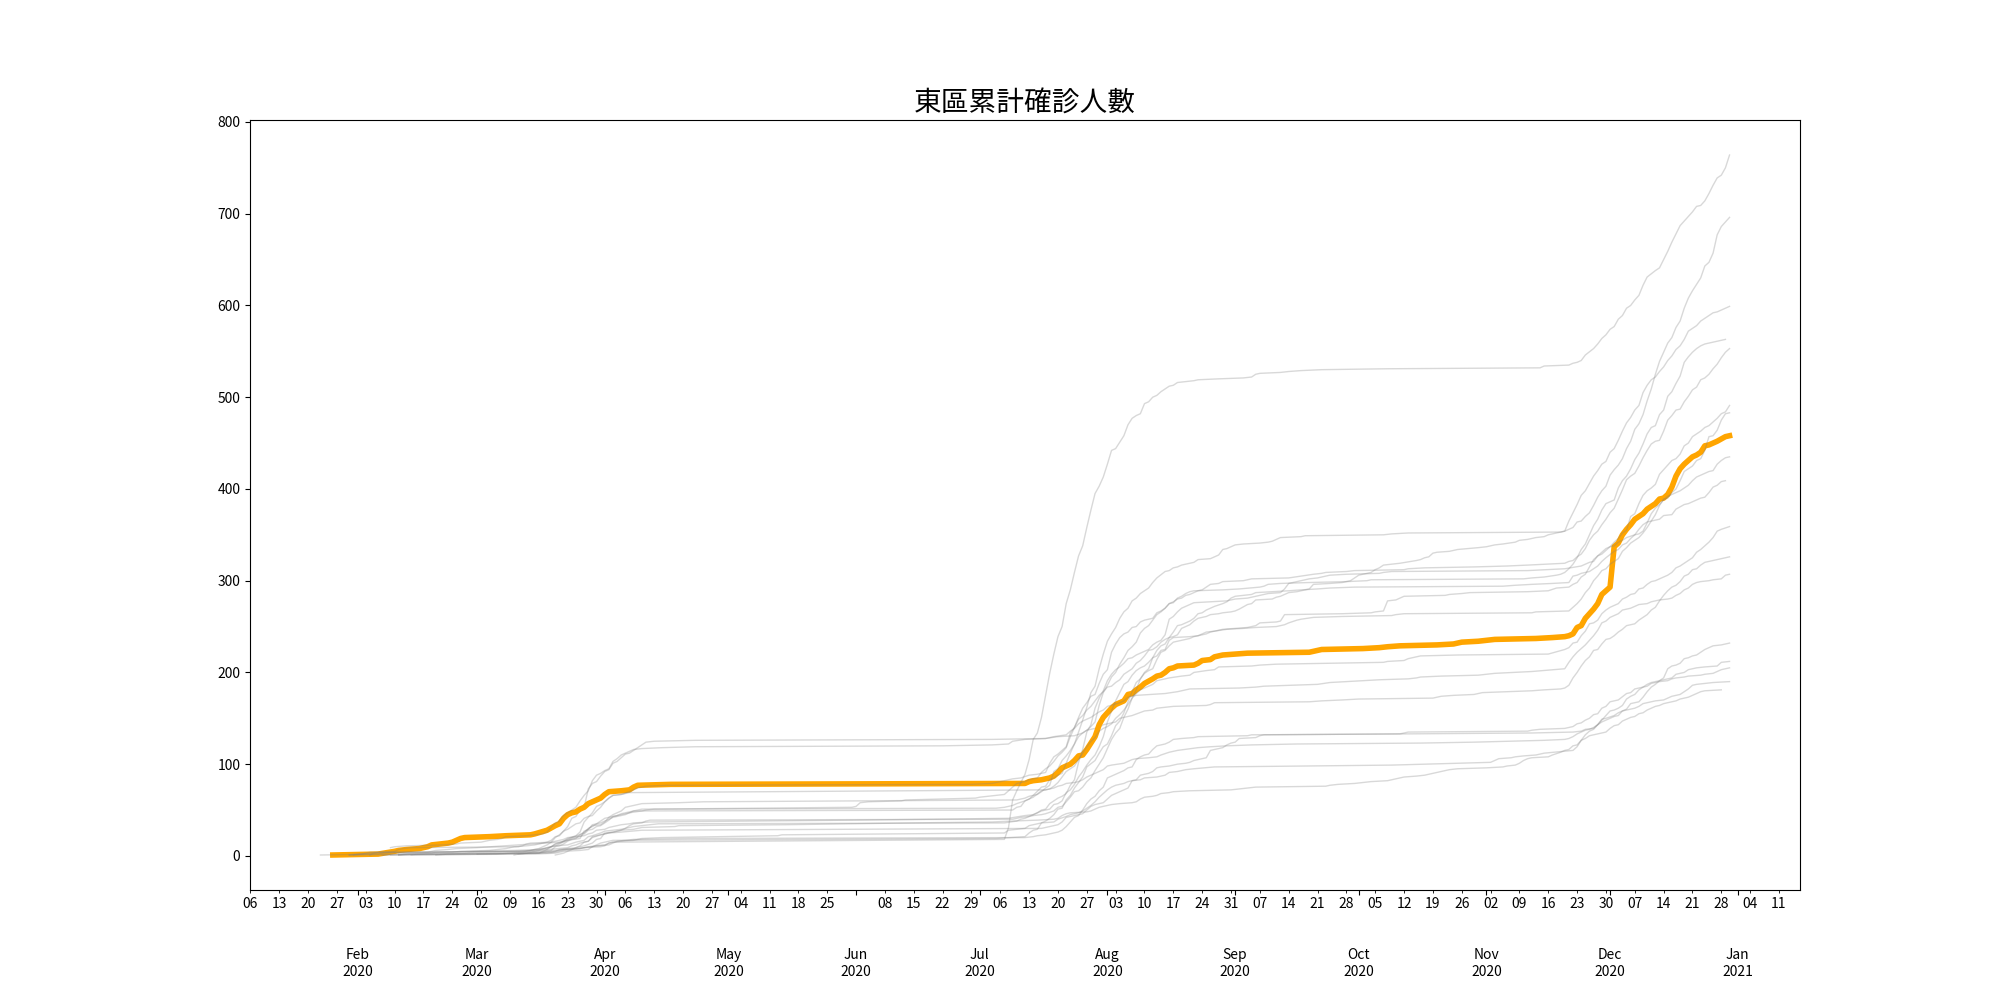 東區累計確診人數
800
700
600
500
400
300
200
100
0
06 13 20 27 03 10 17 24 02 09 16 23 30 06 13 20 27 04 11 18 25 08 15 22 29 06 13 20 27 03 10 17 24 31 07 14 21 28 05 12 19 26 02 09 16 23 30 07 14 21 28 04 11
Feb Mar Apr May Jun Jul Aug Sep Oct Nov Dec Jan
2020 2020 2020 2020 2020 2020 2020 2020 2020 2020 2020 2021